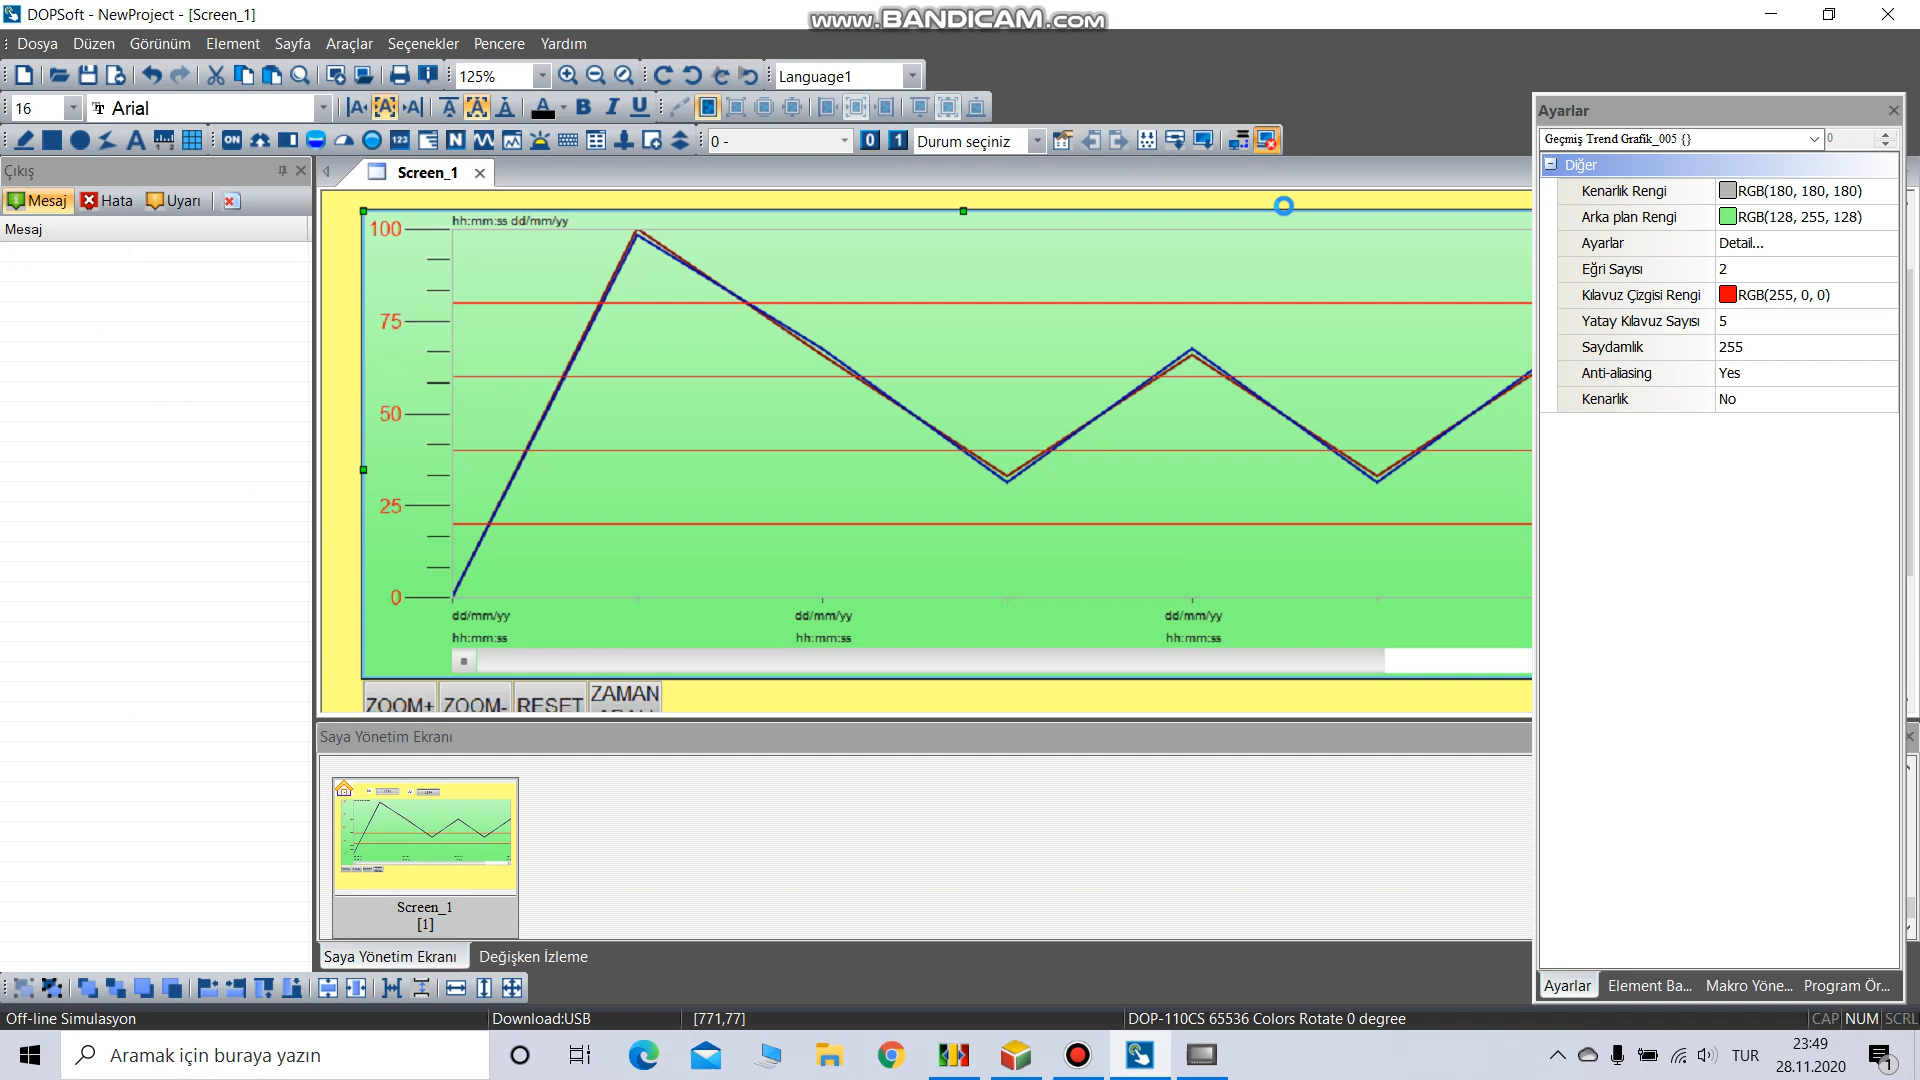 DOPSoft - NewProject - [Screen_1]
www.BANDICAM.com
Dosya Düzen Görünüm Element Sayfa Araçlar Seçenekler Pencere Yardım
125%
Language1
16
Arial
0 -
Durum seçiniz
Çıkış
Mesaj Hata Uyarı
Mesaj
Screen_1
hh:mm:ss dd/mm/yy
100
75
50
25
0
dd/mm/yy dd/mm/yy dd/mm/yy
hh:mm:ss hh:mm:ss hh:mm:ss
ZOOM+ ZOOM- RESET ZAMAN
Saya Yönetim Ekranı
Screen_1
[1]
Saya Yönetim Ekranı Değişken İzleme
Ayarlar
Geçmiş Trend Grafik_005 {}
0
Diğer
Kenarlık Rengi RGB(180, 180, 180)
Arka plan Rengi RGB(128, 255, 128)
Ayarlar Detail...
Eğri Sayısı 2
Kılavuz Çizgisi Rengi RGB(255, 0, 0)
Yatay Kılavuz Sayısı 5
Saydamlık 255
Anti-aliasing Yes
Kenarlık No
Ayarlar Element Ba... Makro Yöne... Program Ör...
Off-line Simulasyon Download:USB [771,77] DOP-110CS 65536 Colors Rotate 0 degree CAP NUM SCRL
Aramak için buraya yazın
TUR
23:49
28.11.2020
1